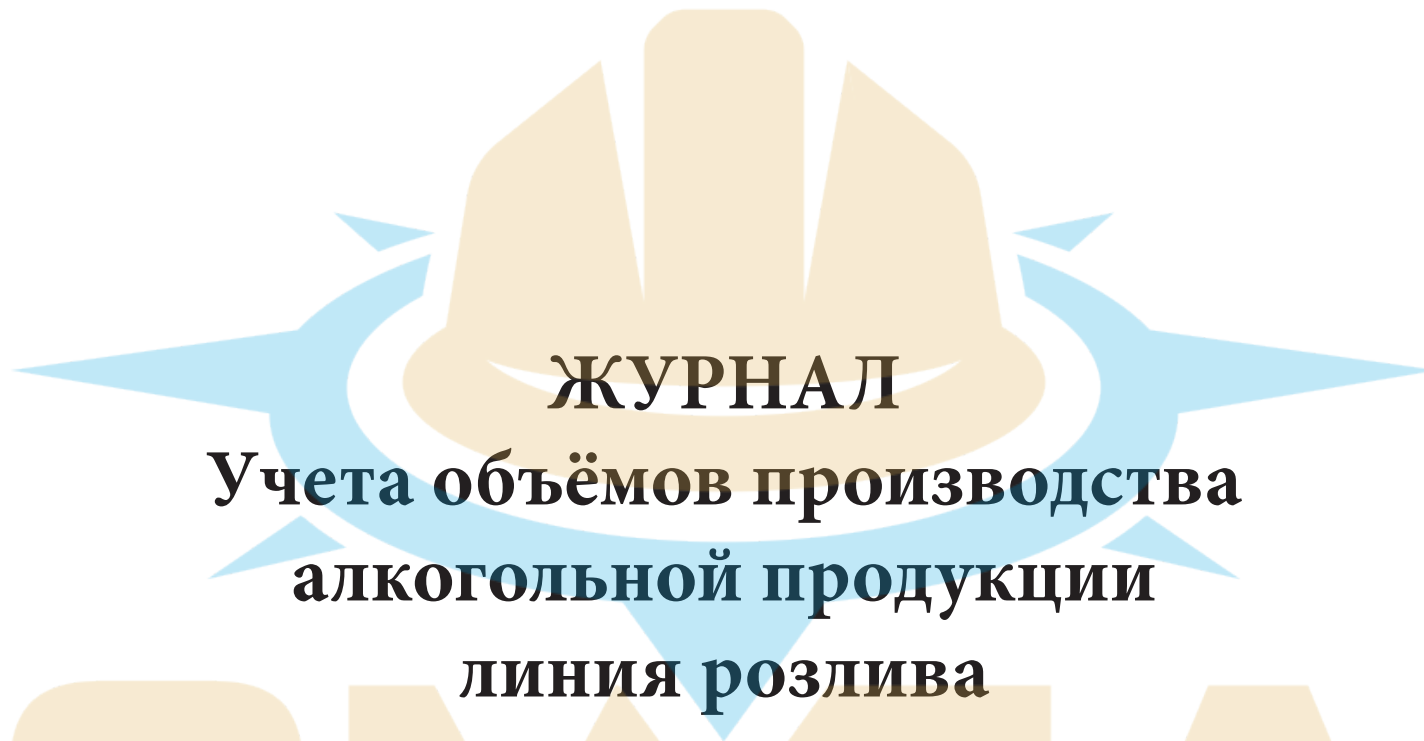 ЖУРНАЛ
Учета объёмов производства
алкогольной продукции
линия розлива